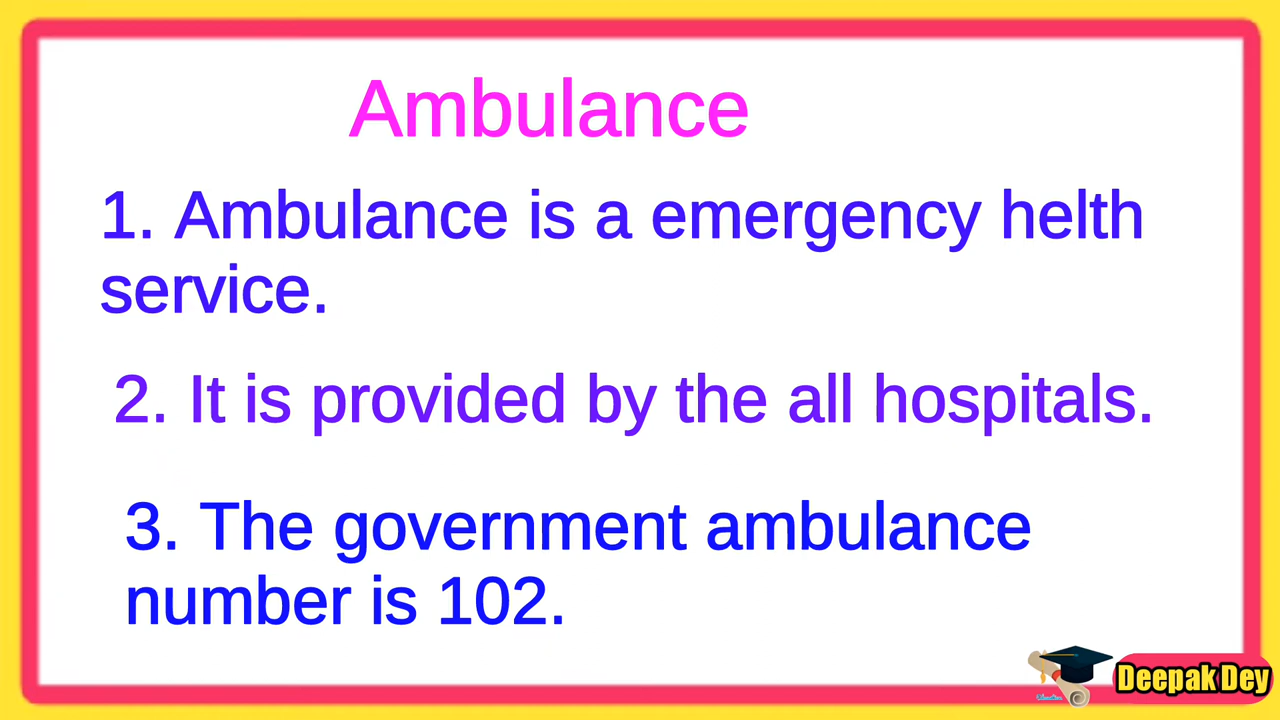 Ambulance
1. Ambulance is a emergency helth
service.
2. It is provided by the all hospitals.
3. The government ambulance
number is 102.
Deepak Dey